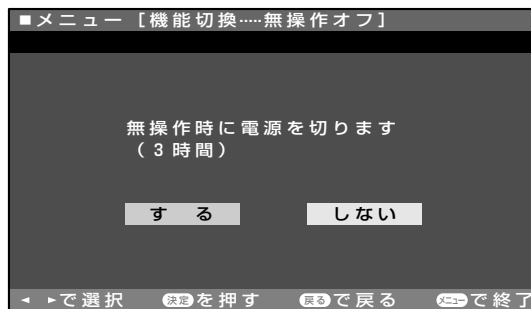 ■メニュー [機能切換……無操作オフ]
無操作時に電源を切ります
(3時間)
する しない
◄ ►で選択 決定を押す 戻るで戻る メニューで終了